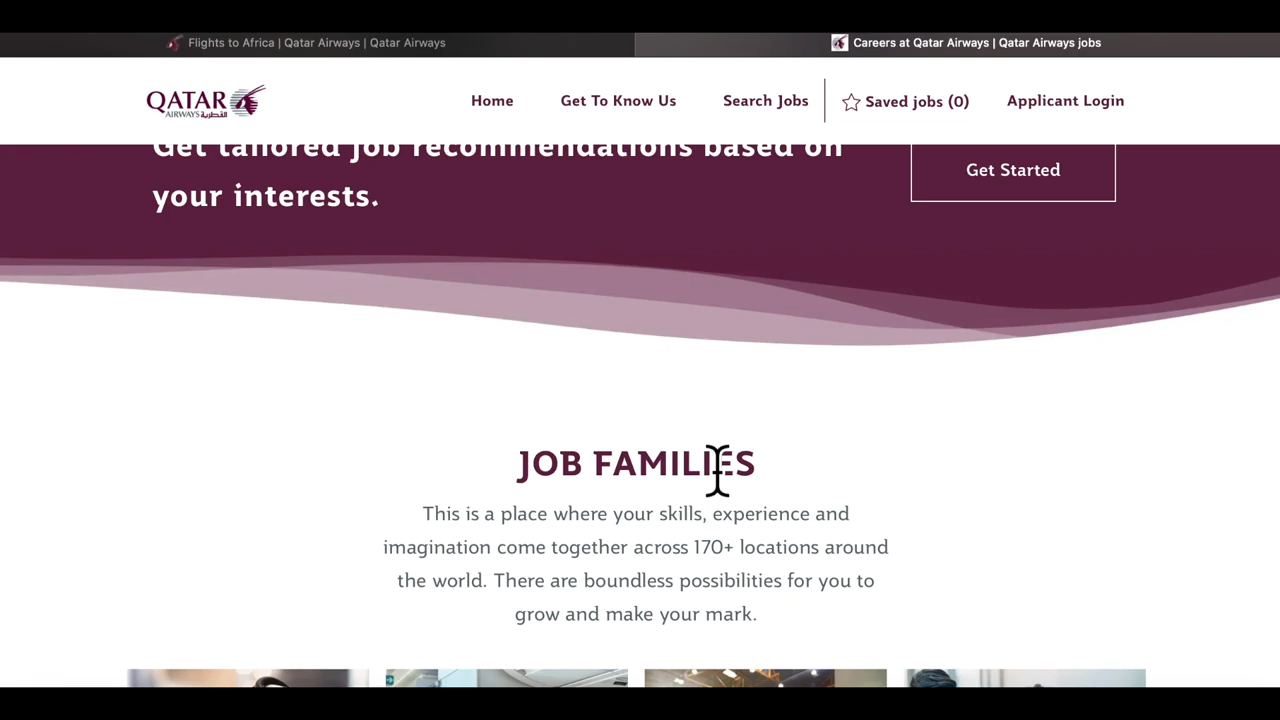 Flights to Africa | Qatar Airways | Qatar Airways
Careers at Qatar Airways | Qatar Airways jobs
QATAR
AIRWAYS القطرية
Home
Get To Know Us
Search Jobs
Saved jobs (0)
Applicant Login
Get tailored job recommendations based on
your interests.
Get Started
JOB FAMILIES
This is a place where your skills, experience and
imagination come together across 170+ locations around
the world. There are boundless possibilities for you to
grow and make your mark.